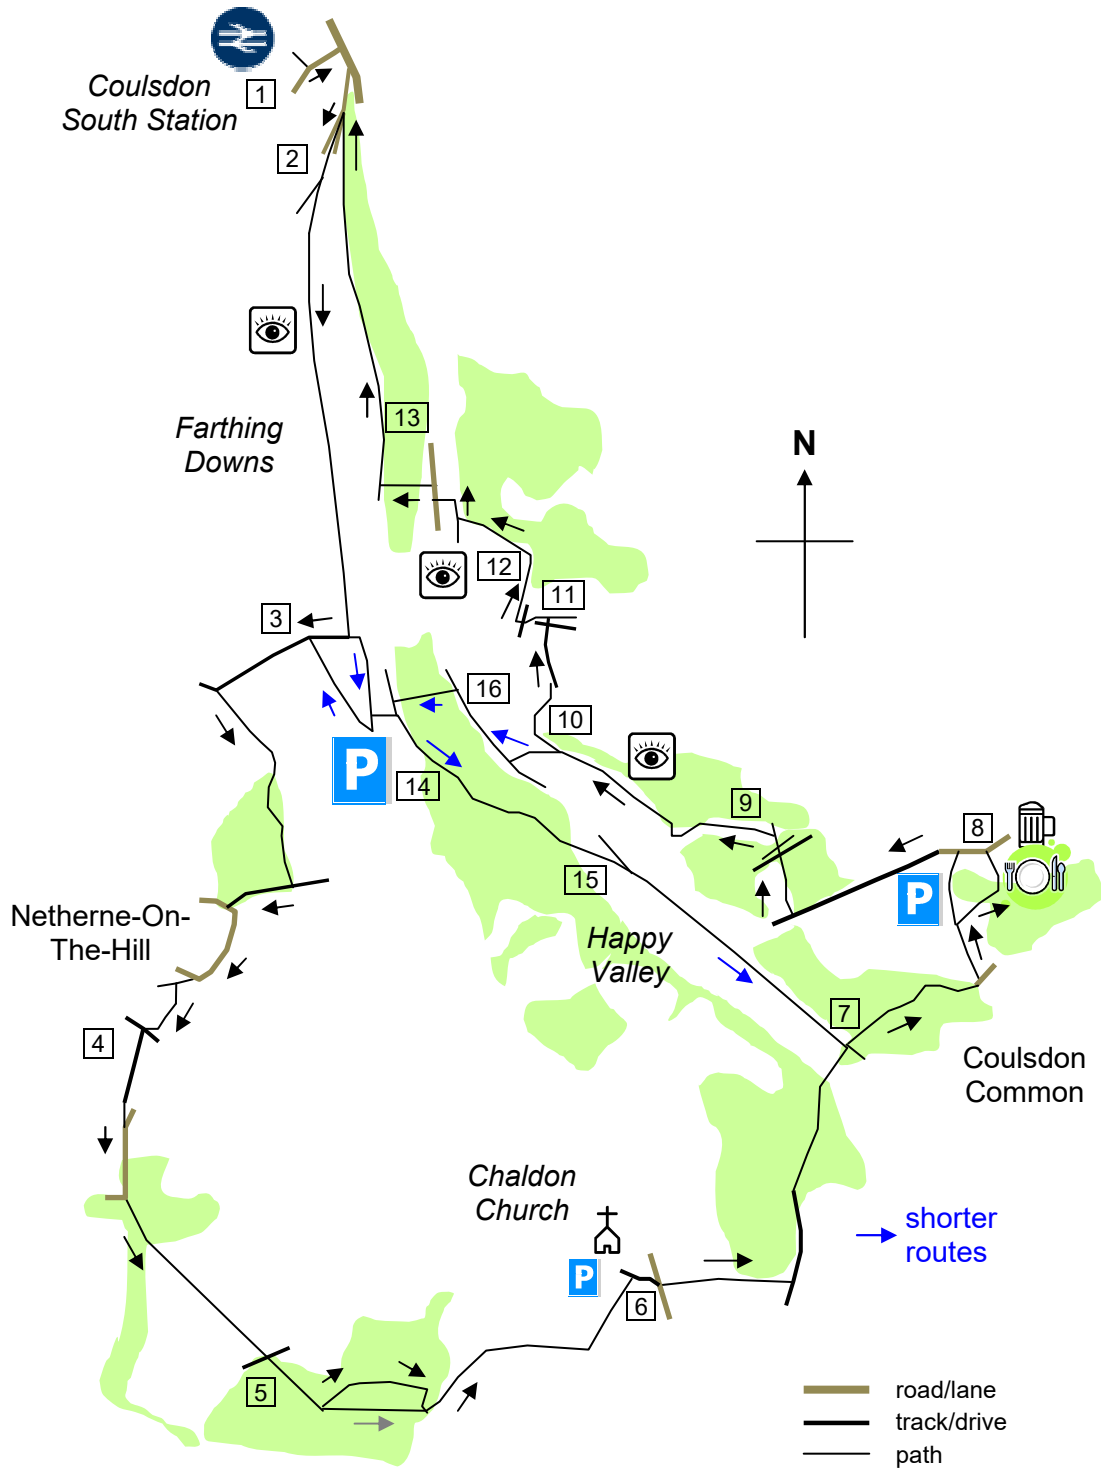 Coulsdon
South Station
1
2
Farthing
Downs
13
N
12
11
3
16
10
P
14
9
8
15
P
Netherne-On-
The-Hill
Happy
Valley
7
4
Coulsdon
Common
Chaldon
Church
shorter
routes
P
6
5
road/lane
track/drive
path